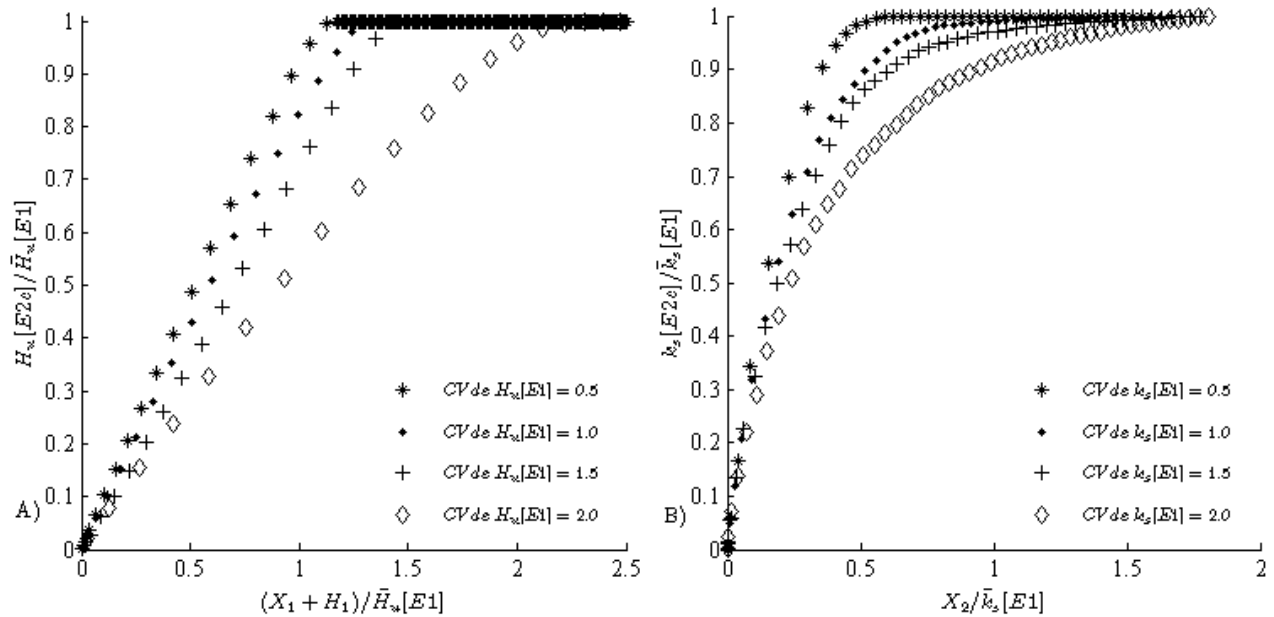 1
0.9
0.8
0.7
0.6
0.5
0.4
0.3
0.2
0.1
0
H_u[E2c]/H̄_u[E1]
A)
CV de H_u[E1] = 0.5
CV de H_u[E1] = 1.0
CV de H_u[E1] = 1.5
CV de H_u[E1] = 2.0
0 0.5 1 1.5 2 2.5
(X_1 + H_1)/H̄_u[E1]
1
0.9
0.8
0.7
0.6
0.5
0.4
0.3
0.2
0.1
0
k_s[E2c]/k̄_s[E1]
B)
CV de k_s[E1] = 0.5
CV de k_s[E1] = 1.0
CV de k_s[E1] = 1.5
CV de k_s[E1] = 2.0
0 0.5 1 1.5 2
X_2/k̄_s[E1]